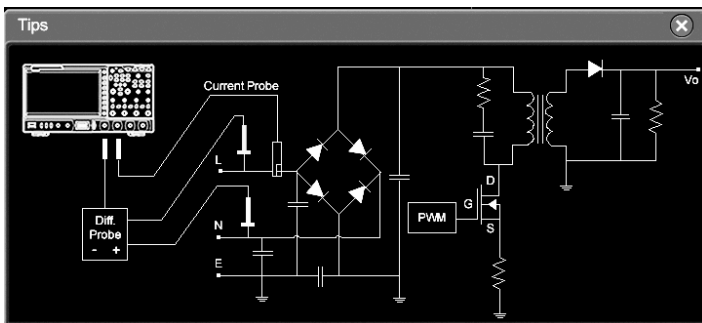 Tips
Current Probe
Vo
L
D
Diff.
Probe
- +
N
PWM
G
S
E